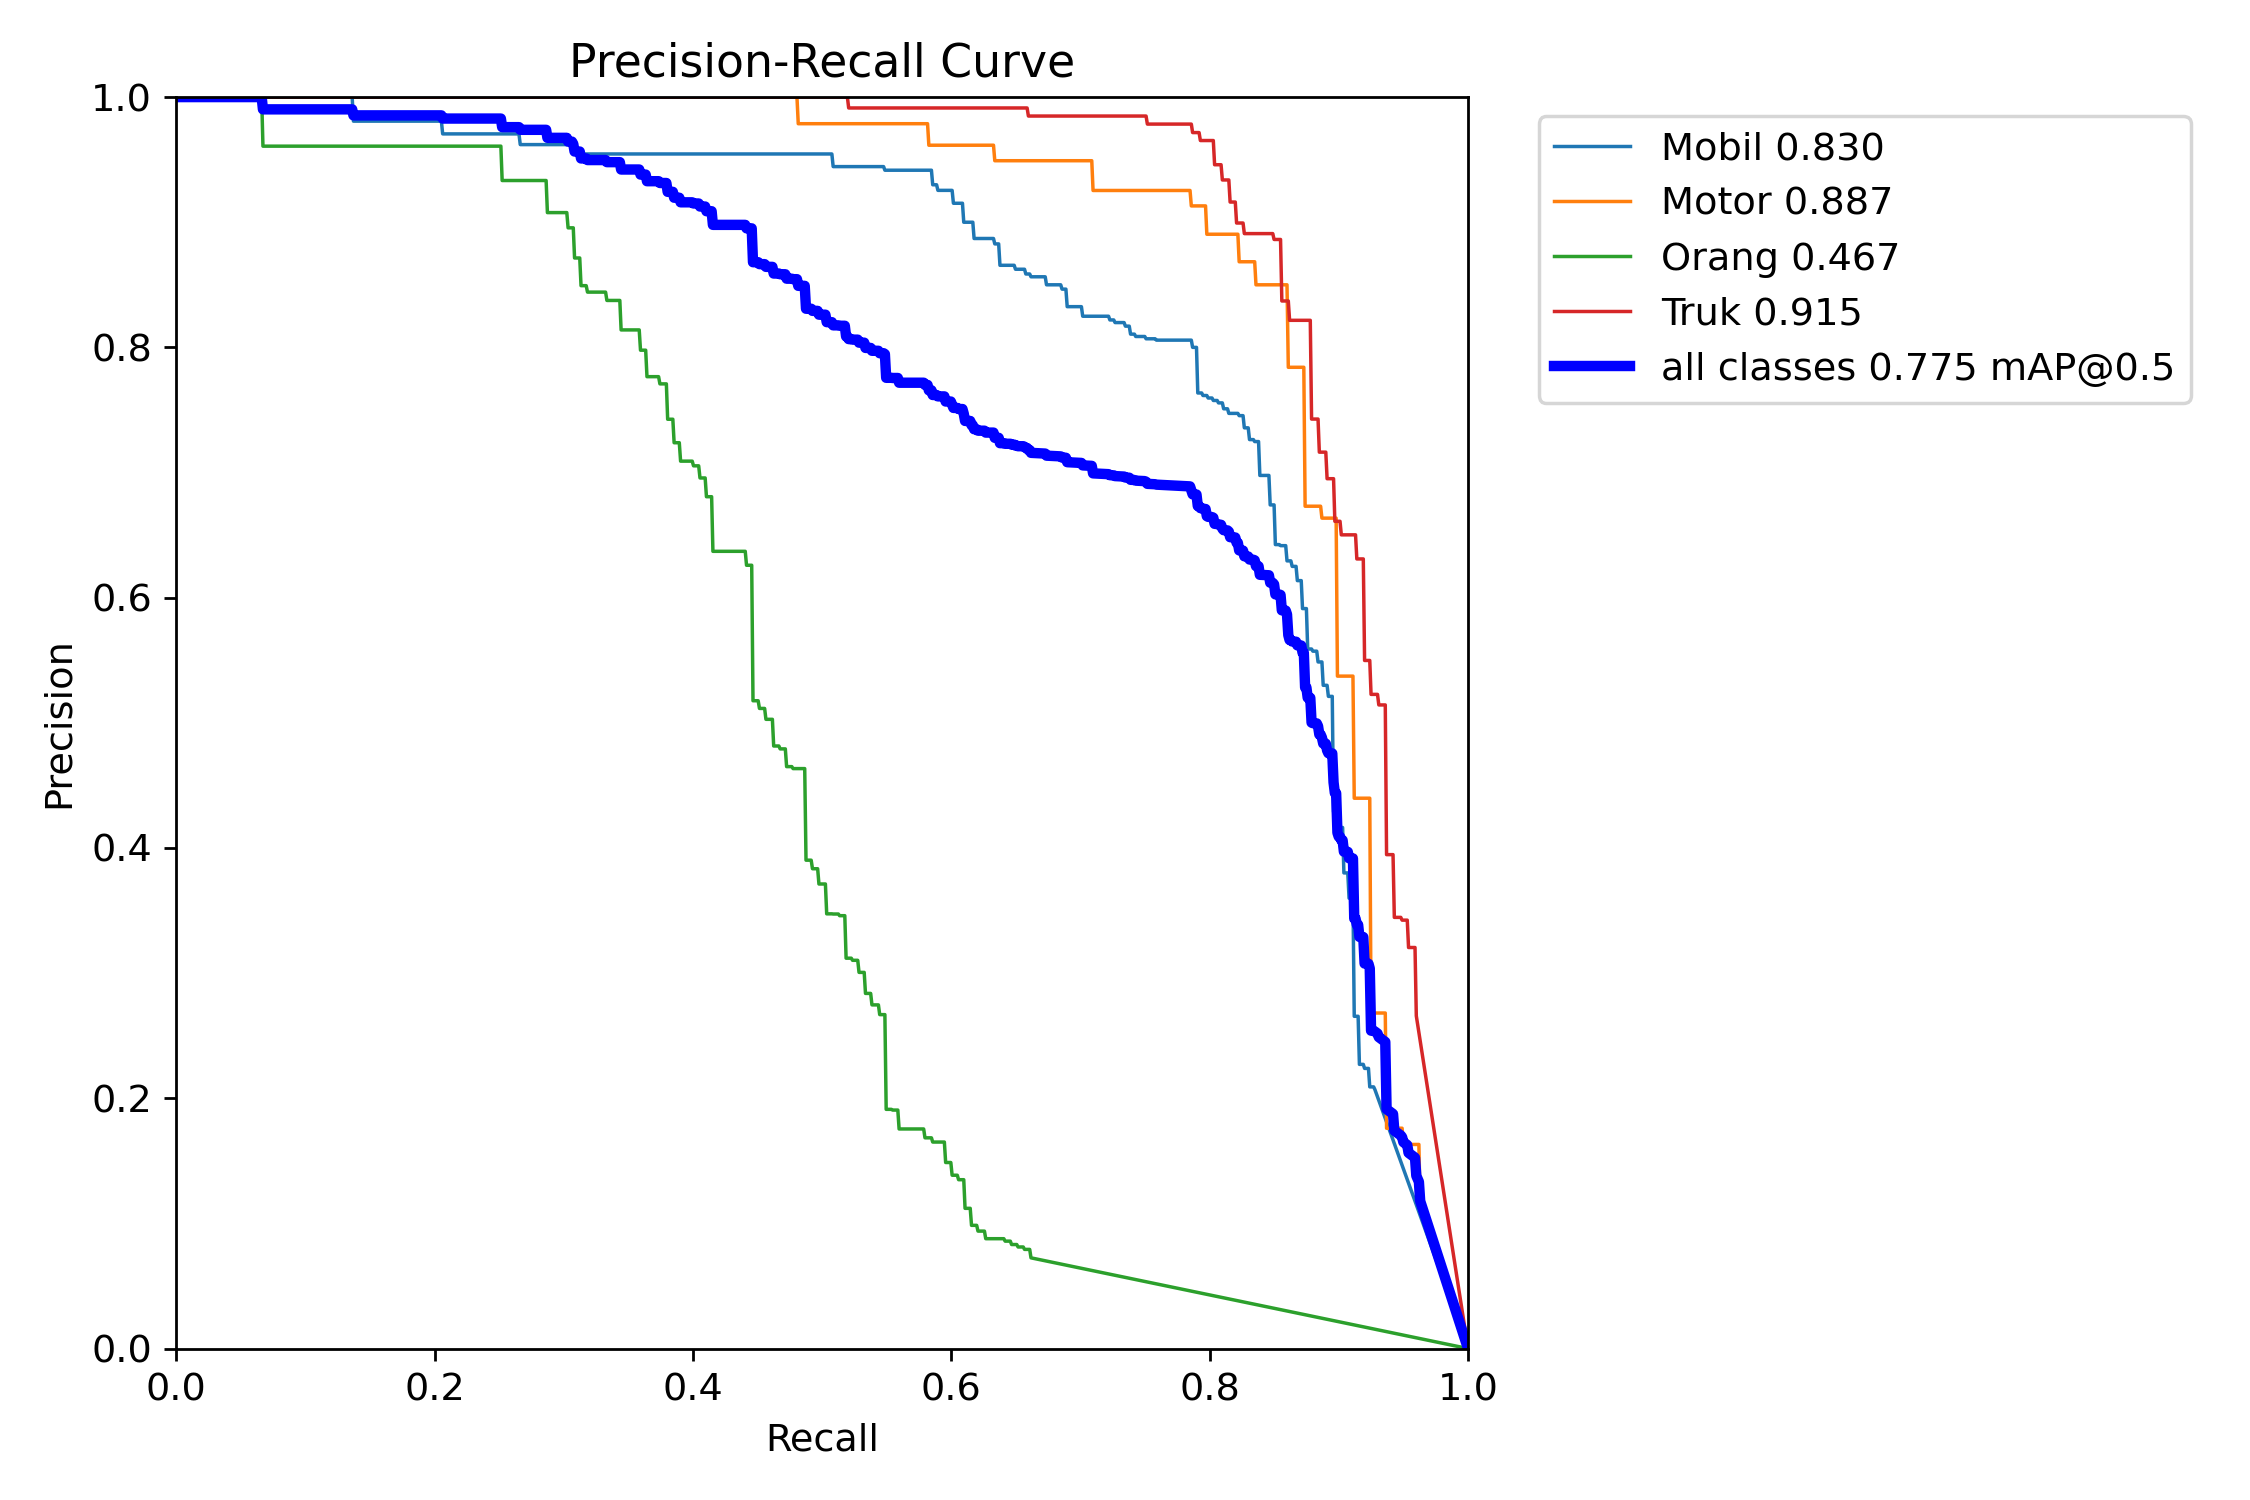 Precision-Recall Curve
1.0
0.8
0.6
0.4
0.2
0.0
Precision
0.0 0.2 0.4 0.6 0.8 1.0
Recall
Mobil 0.830
Motor 0.887
Orang 0.467
Truk 0.915
all classes 0.775 mAP@0.5